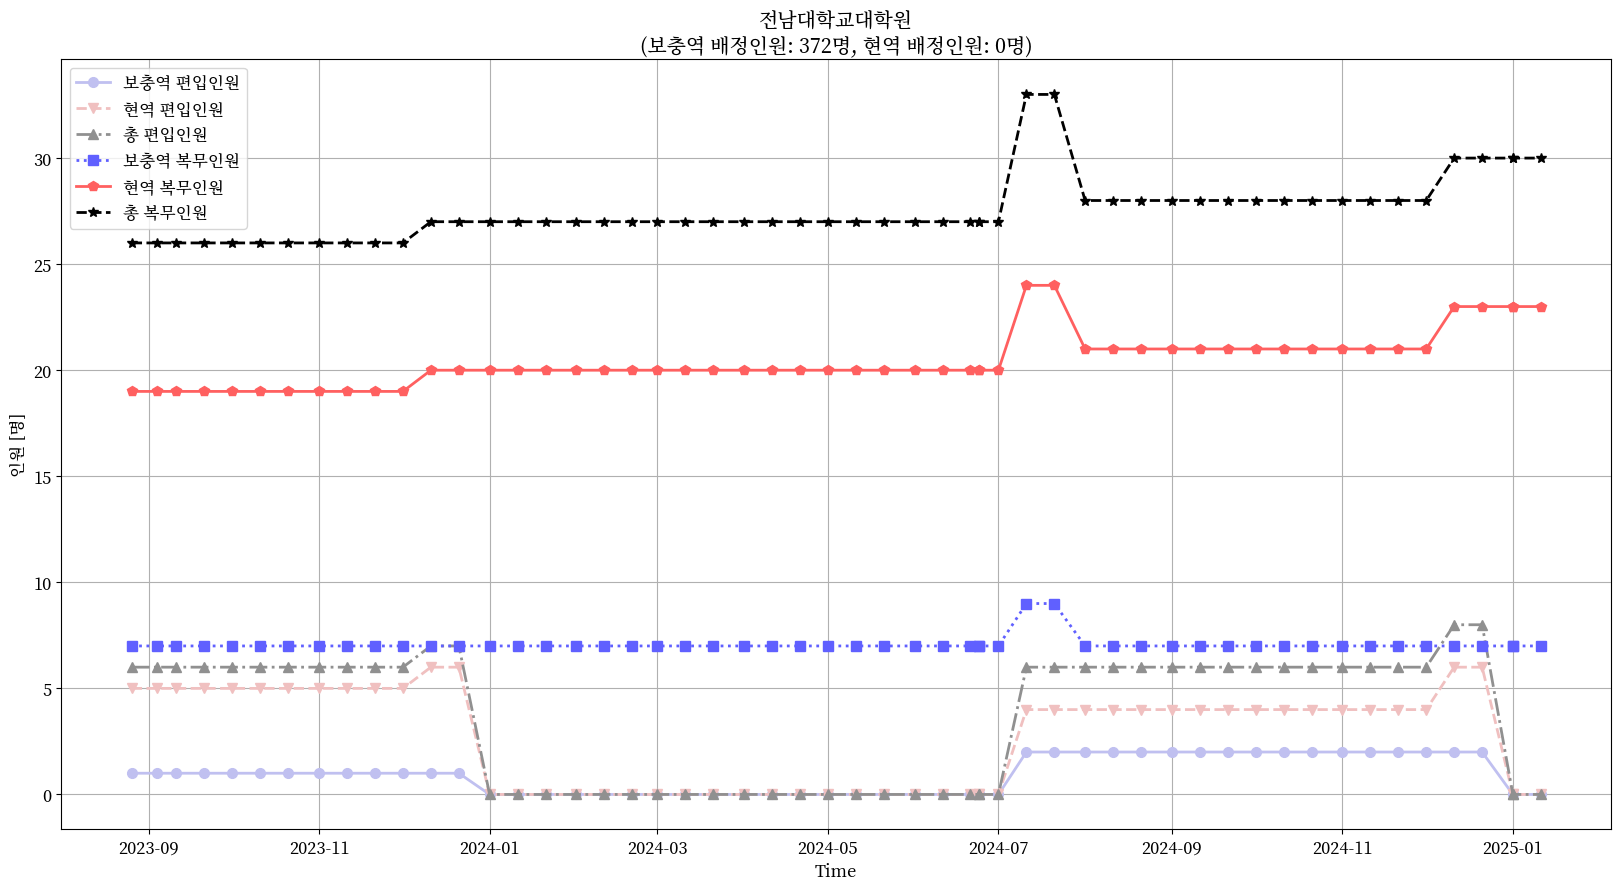 전남대학교대학원
(보충역 배정인원: 372명, 현역 배정인원: 0명)
보충역 편입인원
현역 편입인원
총 편입인원
보충역 복무인원
현역 복무인원
총 복무인원
30
25
20
15
10
5
0
인원 [명]
2023-09
2023-11
2024-01
2024-03
2024-05
2024-07
2024-09
2024-11
2025-01
Time